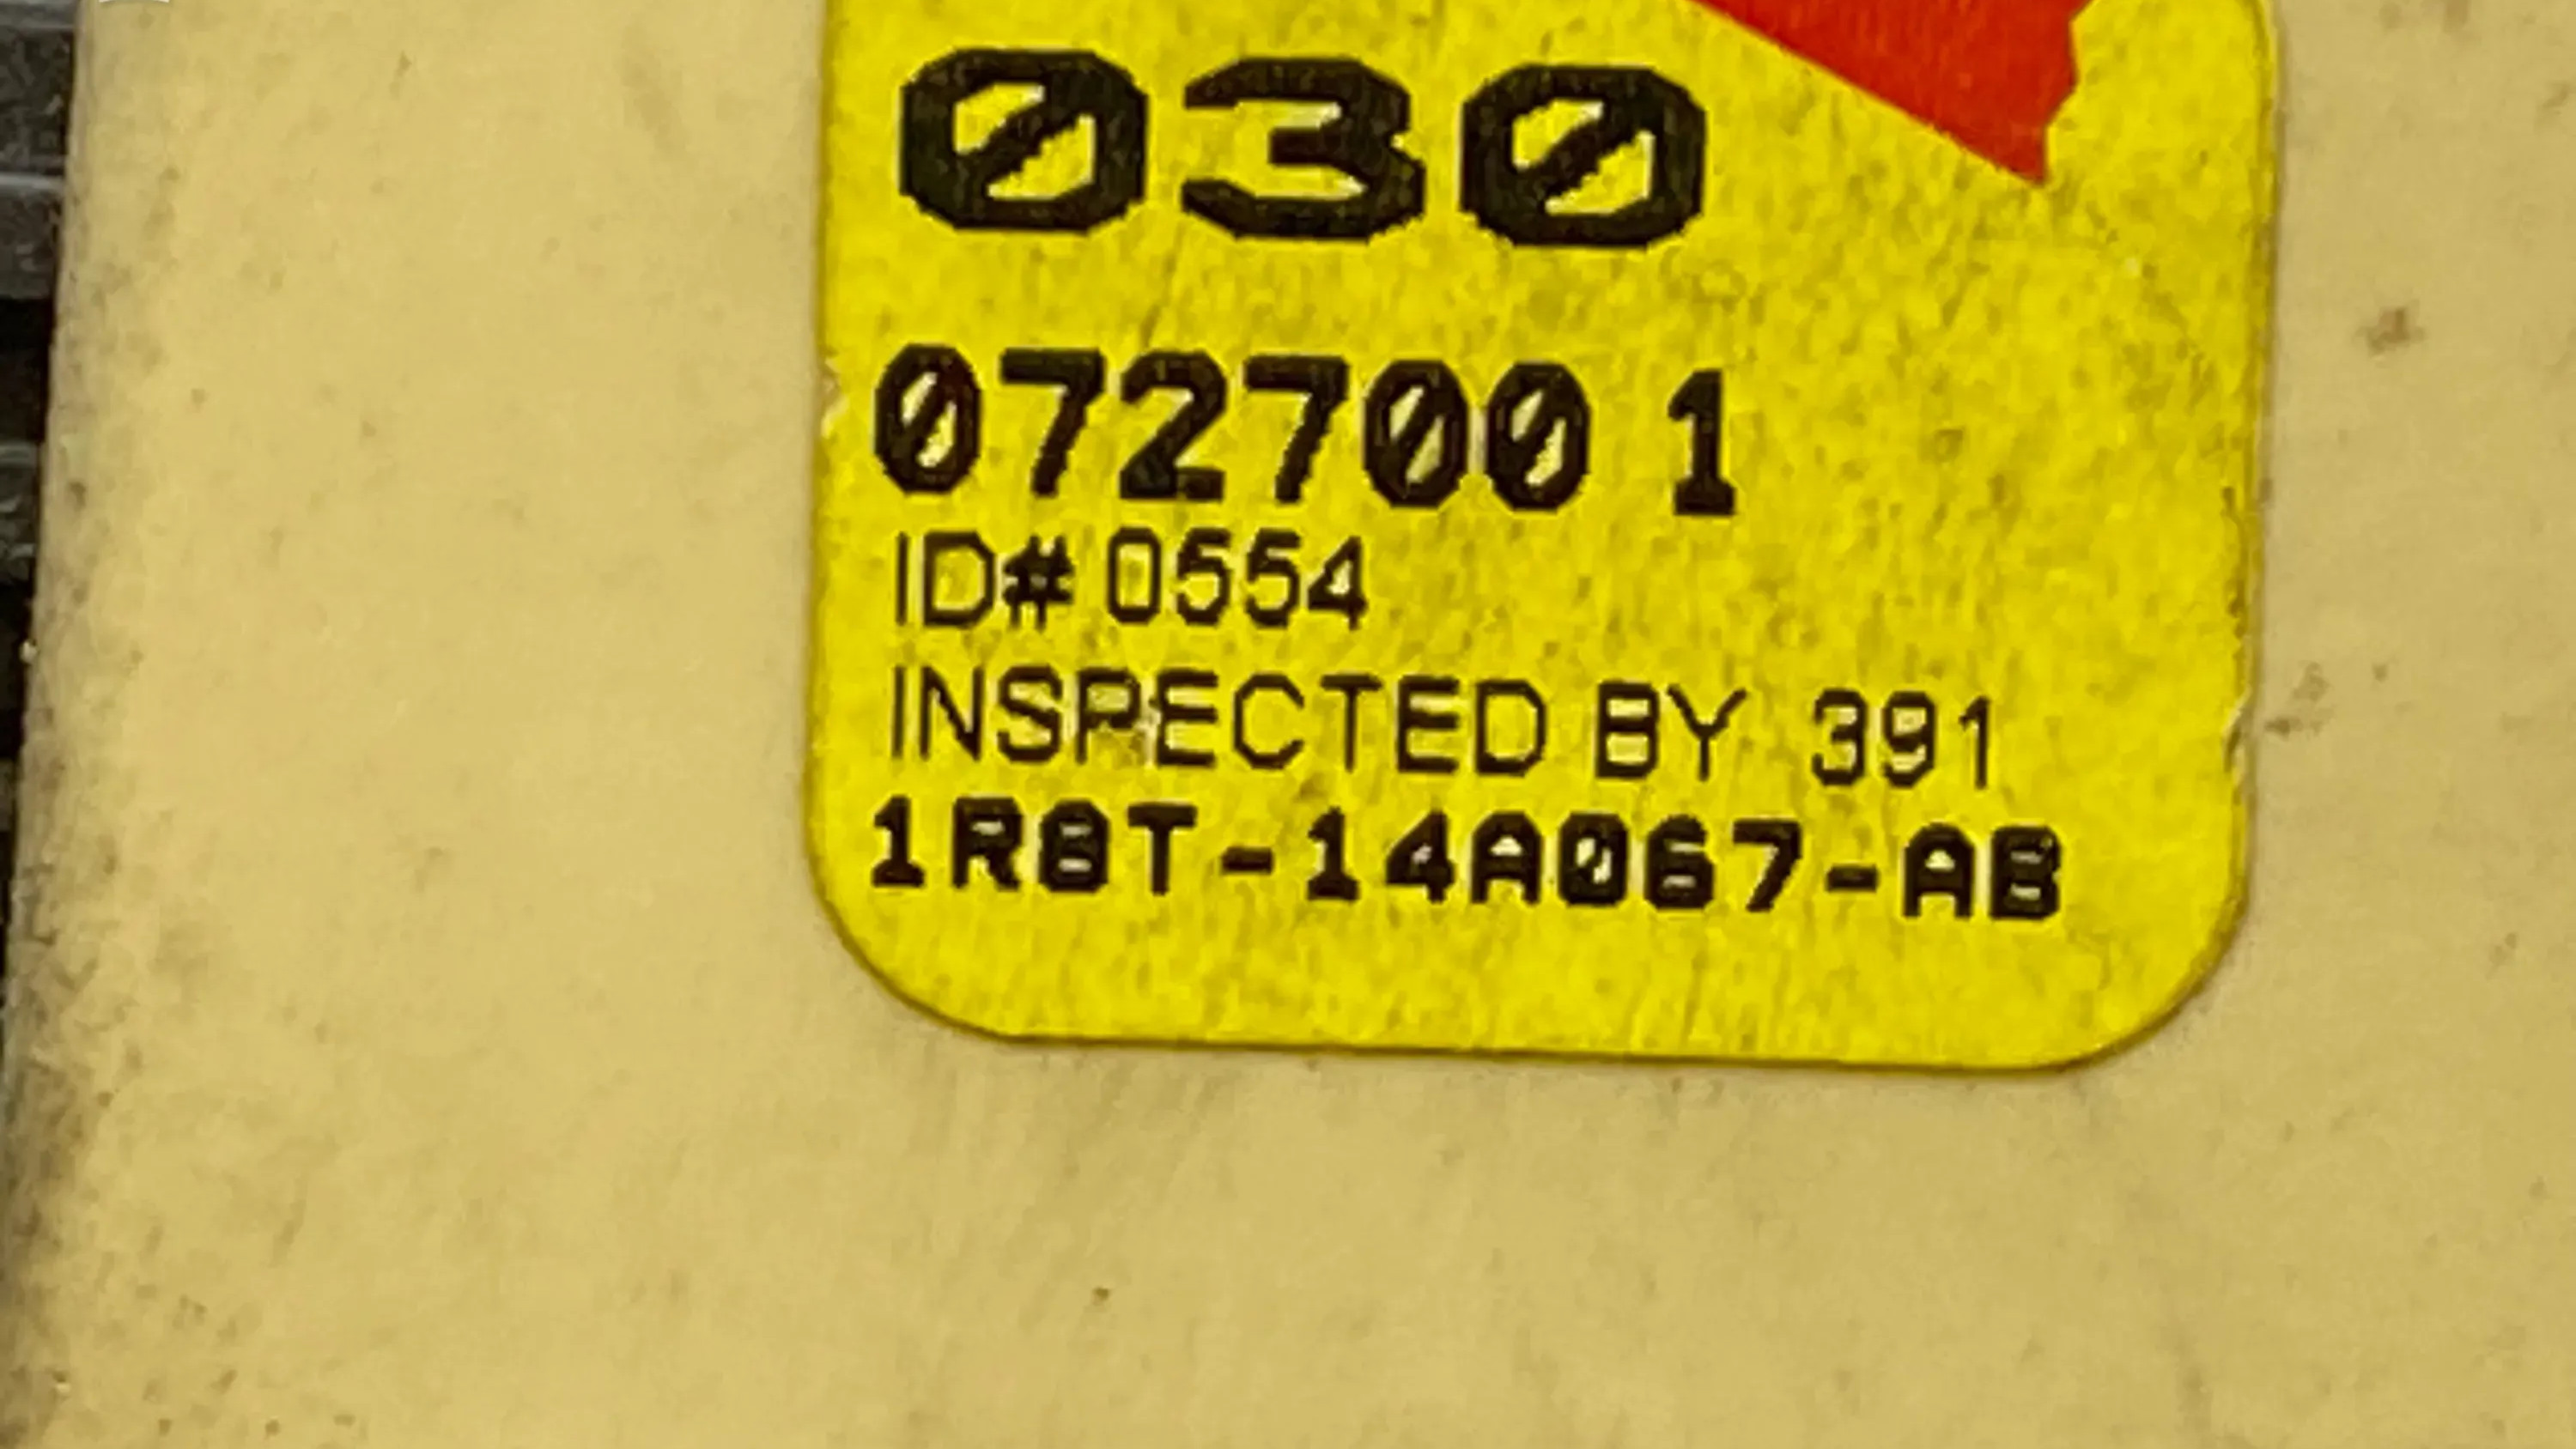 030
072700 1
ID# 0554
INSPECTED BY 391
1R8T-14A067-AB